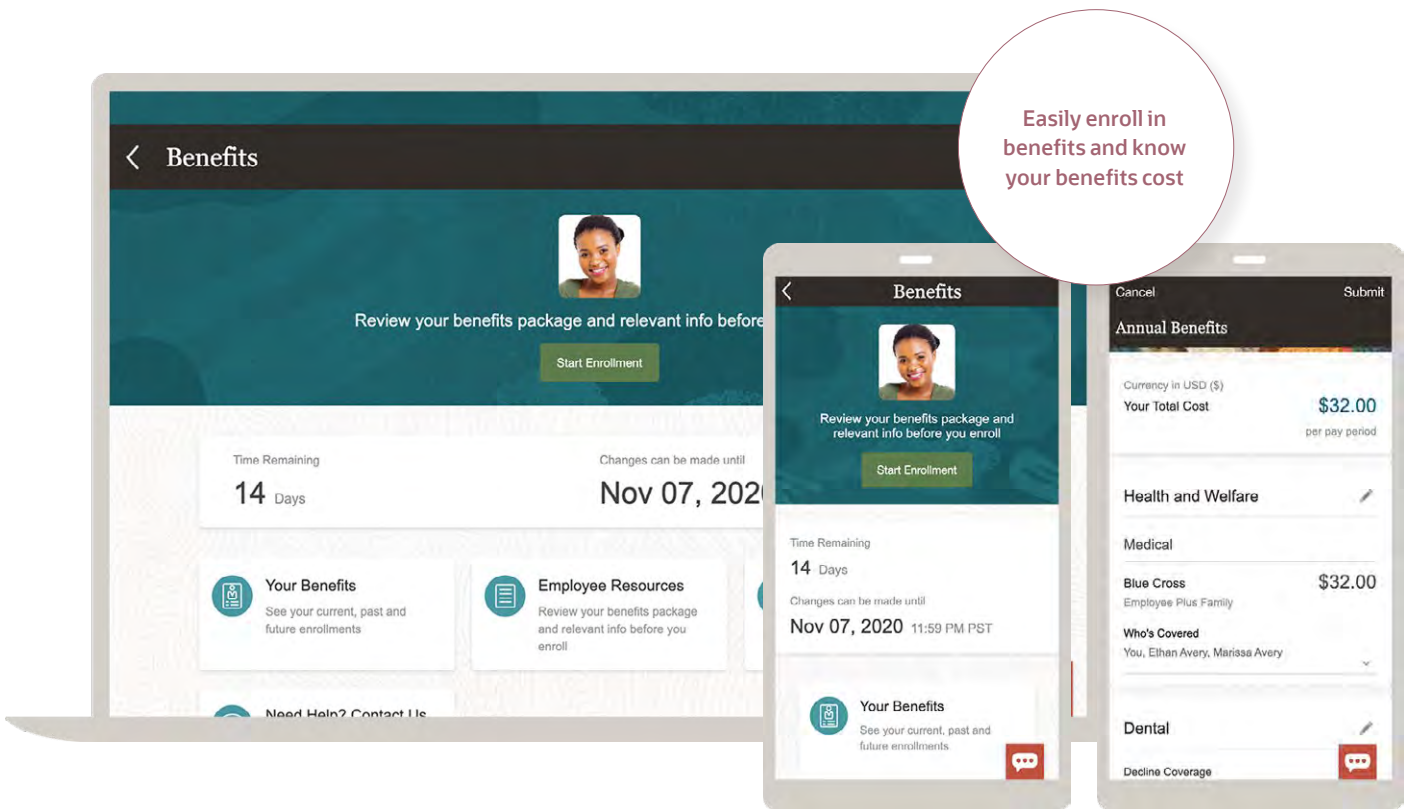 Easily enroll in
benefits and know
your benefits cost
Benefits
Review your benefits package and relevant info before
Start Enrollment
Time Remaining
14 Days
Changes can be made until
Nov 07, 202
Your Benefits
See your current, past and
future enrollments
Employee Resources
Review your benefits package
and relevant info before you
enroll
Need Help? Contact Us
Benefits
Review your benefits package and
relevant info before you enroll
Start Enrollment
Time Remaining
14 Days
Changes can be made until
Nov 07, 2020 11:59 PM PST
Your Benefits
See your current, past and
future enrollments
Cancel Submit
Annual Benefits
Currency in USD ($)
Your Total Cost $32.00
per pay period
Health and Welfare
Medical
Blue Cross $32.00
Employee Plus Family
Who's Covered
You, Ethan Avery, Marissa Avery
Dental
Decline Coverage